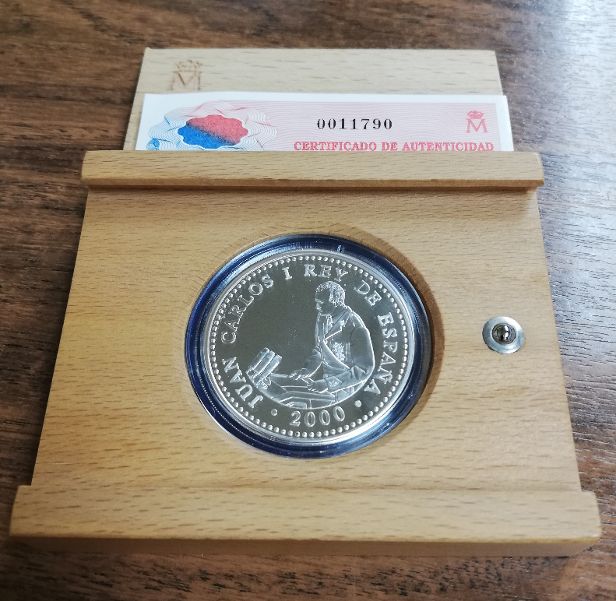 0011790
M
CERTIFICADO DE AUTENTICIDAD
JUAN CARLOS I REY DE ESPAÑA
• 2000 •